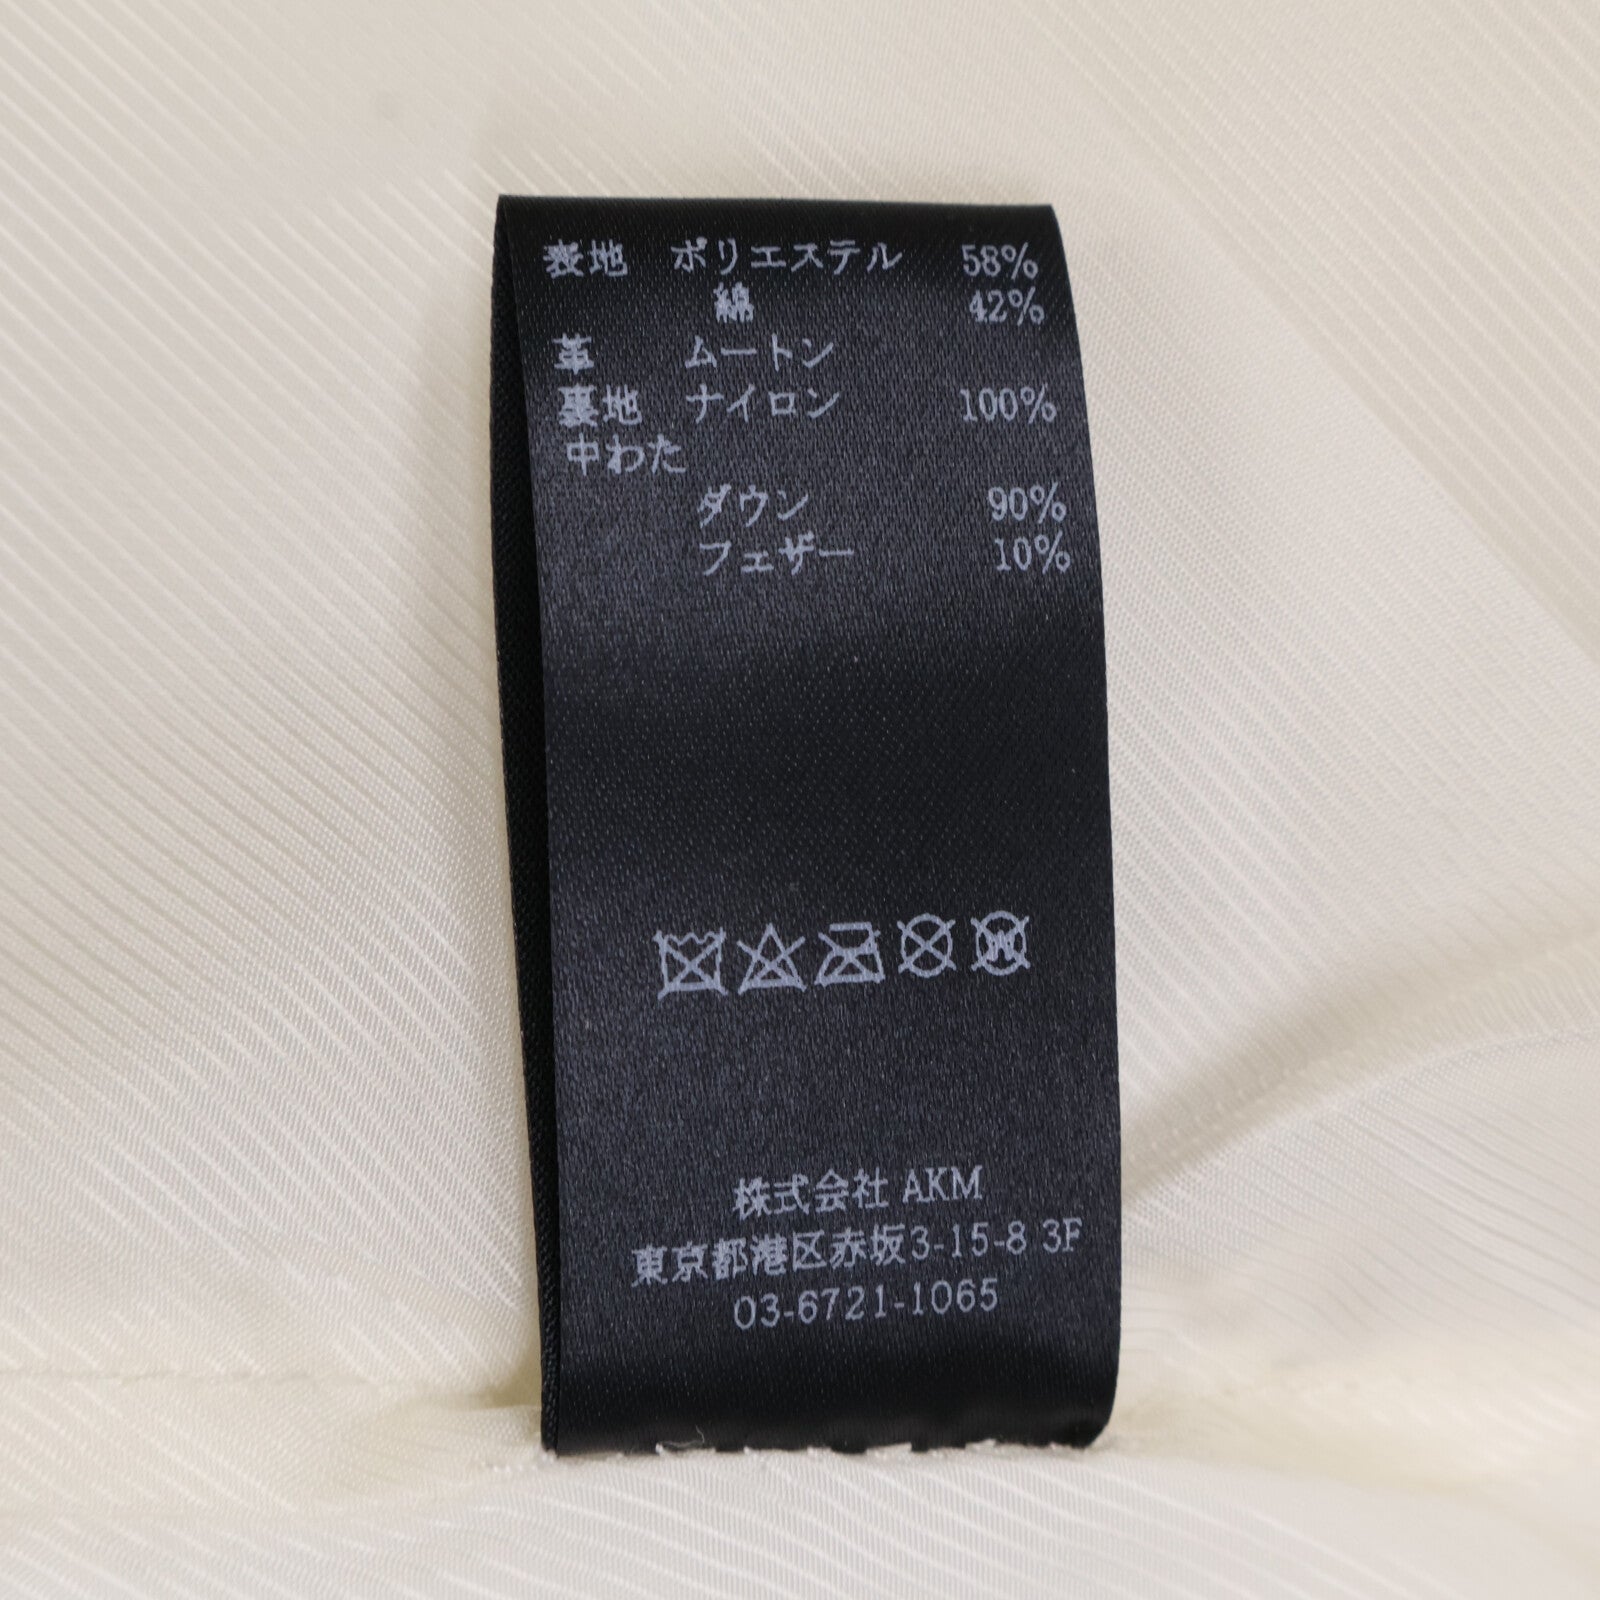 表地 ポリエステル 58%
綿 42%
革 ムートン
裏地 ナイロン 100%
中わた
ダウン 90%
フェザー 10%
株式会社 AKM
東京都港区赤坂3-15-8 3F
03-6721-1065